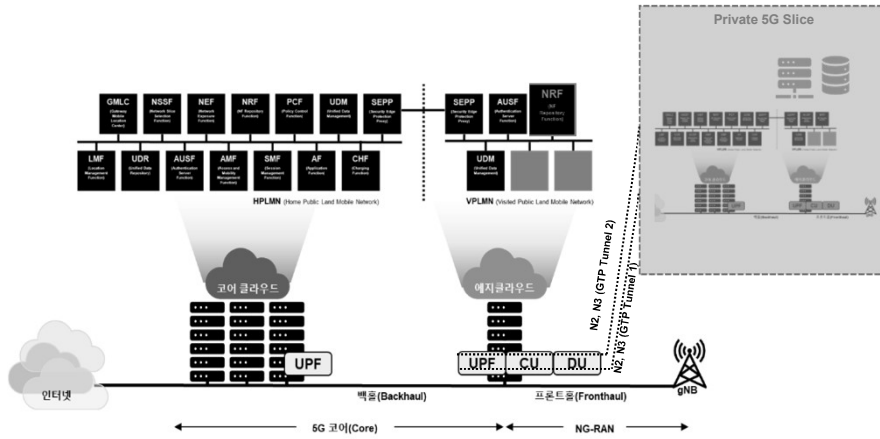 Private 5G Slice
GMLC
(Gateway
Mobile
Location
Center)
NSSF
(Network Slice
Selection
Function)
NEF
(Network
Exposure
Function)
NRF
(NF Repository
Function)
PCF
(Policy Control
Function)
UDM
(Unified Data
Management)
SEPP
(Security Edge
Protection
Proxy)
SEPP
(Security Edge
Protection
Proxy)
AUSF
(Authentication
Server
Function)
NRF
(NF
Repository
Function)
LMF
(Location
Management
Function)
UDR
(Unified Data
Repository)
AUSF
(Authentication
Server
Function)
AMF
(Access and
Mobility
Management
Function)
SMF
(Session
Management
Function)
AF
(Application
Function)
CHF
(Charging
Function)
UDM
(Unified Data
Management)
HPLMN (Home Public Land Mobile Network)
VPLMN (Visited Public Land Mobile Network)
코어 클라우드
에지클라우드
N2, N3 (GTP Tunnel 2)
N2, N3 (GTP Tunnel 1)
UPF
UPF
CU
DU
UPF
UPF
CU
DU
인터넷
백홀(Backhaul)
프론트홀(Fronthaul)
gNB
5G 코어(Core)
NG-RAN